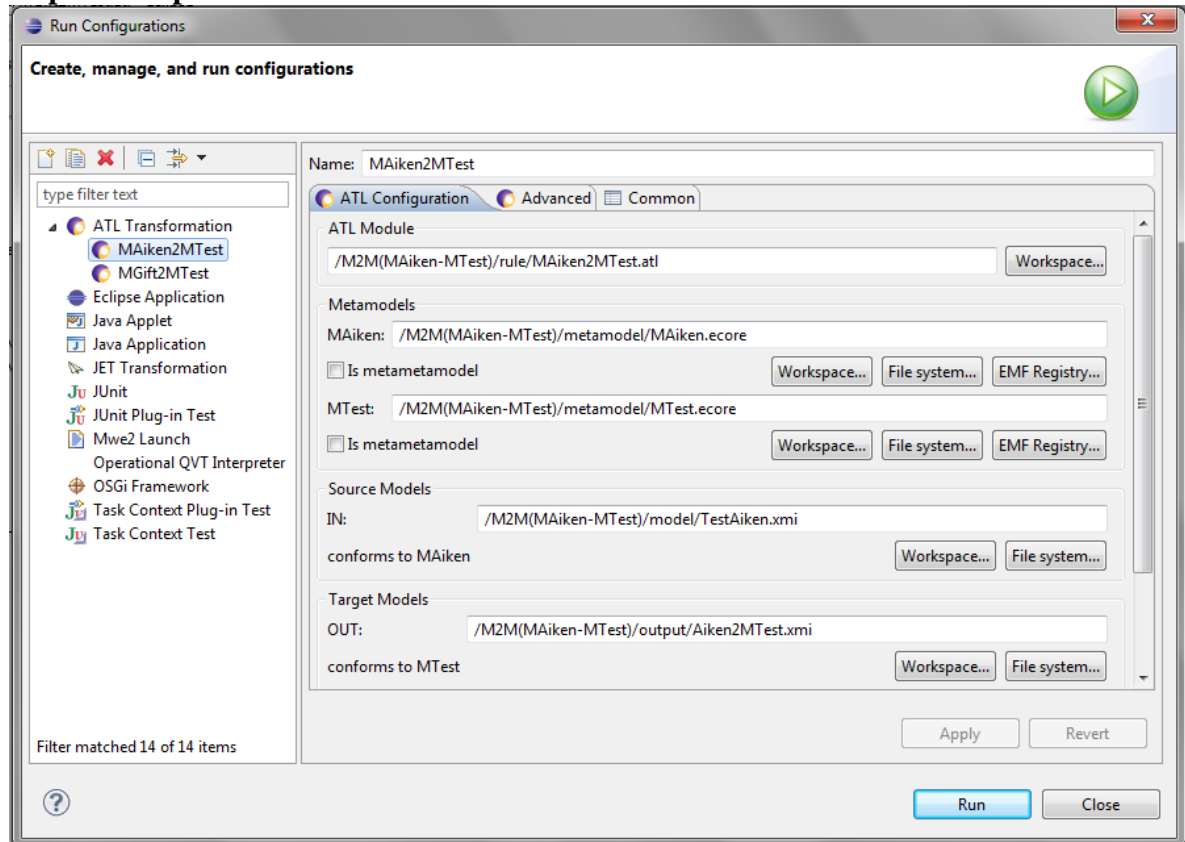 Run Configurations
x
Create, manage, and run configurations
type filter text
ATL Transformation
MAiken2MTest
MGift2MTest
Eclipse Application
Java Applet
Java Application
JET Transformation
JU JUnit
JU JUnit Plug-in Test
Mwe2 Launch
Operational QVT Interpreter
OSGi Framework
Task Context Plug-in Test
Task Context Test
Filter matched 14 of 14 items
Name: MAiken2MTest
ATL Configuration Advanced Common
ATL Module
/M2M(MAiken-MTest)/rule/MAiken2MTest.atl Workspace...
Metamodels
MAiken: /M2M(MAiken-MTest)/metamodel/MAiken.ecore
Is metametamodel Workspace... File system... EMF Registry...
MTest: /M2M(MAiken-MTest)/metamodel/MTest.ecore
Is metametamodel Workspace... File system... EMF Registry...
Source Models
IN: /M2M(MAiken-MTest)/model/TestAiken.xmi
conforms to MAiken Workspace... File system...
Target Models
OUT: /M2M(MAiken-MTest)/output/Aiken2MTest.xmi
conforms to MTest Workspace... File system...
Apply Revert
? Run Close